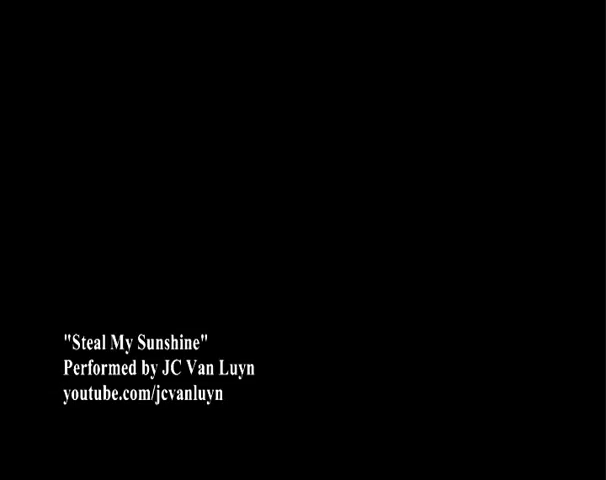 "Steal My Sunshine"
Performed by JC Van Luyn
youtube.com/jcvanluyn